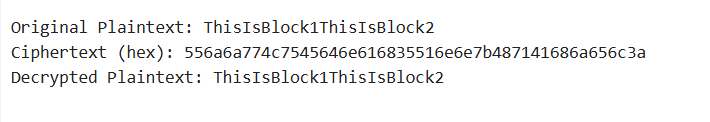 Original Plaintext: ThisIsBlock1ThisIsBlock2
Ciphertext (hex): 556a6a774c7545646e616835516e6e7b487141686a656c3a
Decrypted Plaintext: ThisIsBlock1ThisIsBlock2